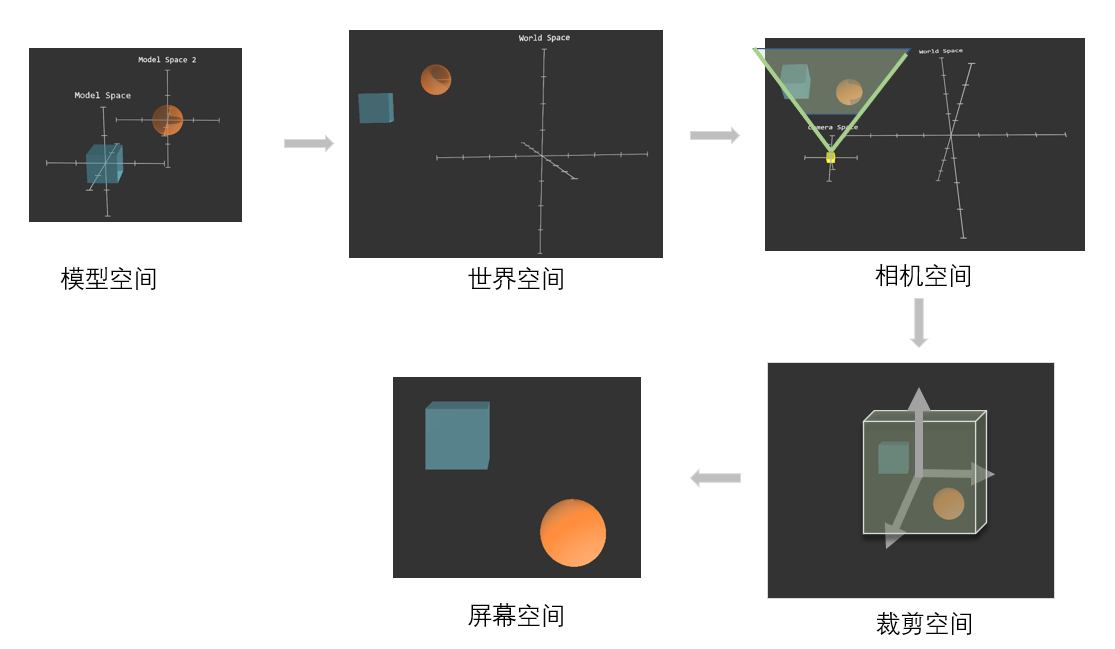 Model Space 2
Model Space
模型空间
World Space
世界空间
World Space
Camera Space
相机空间
屏幕空间
裁剪空间